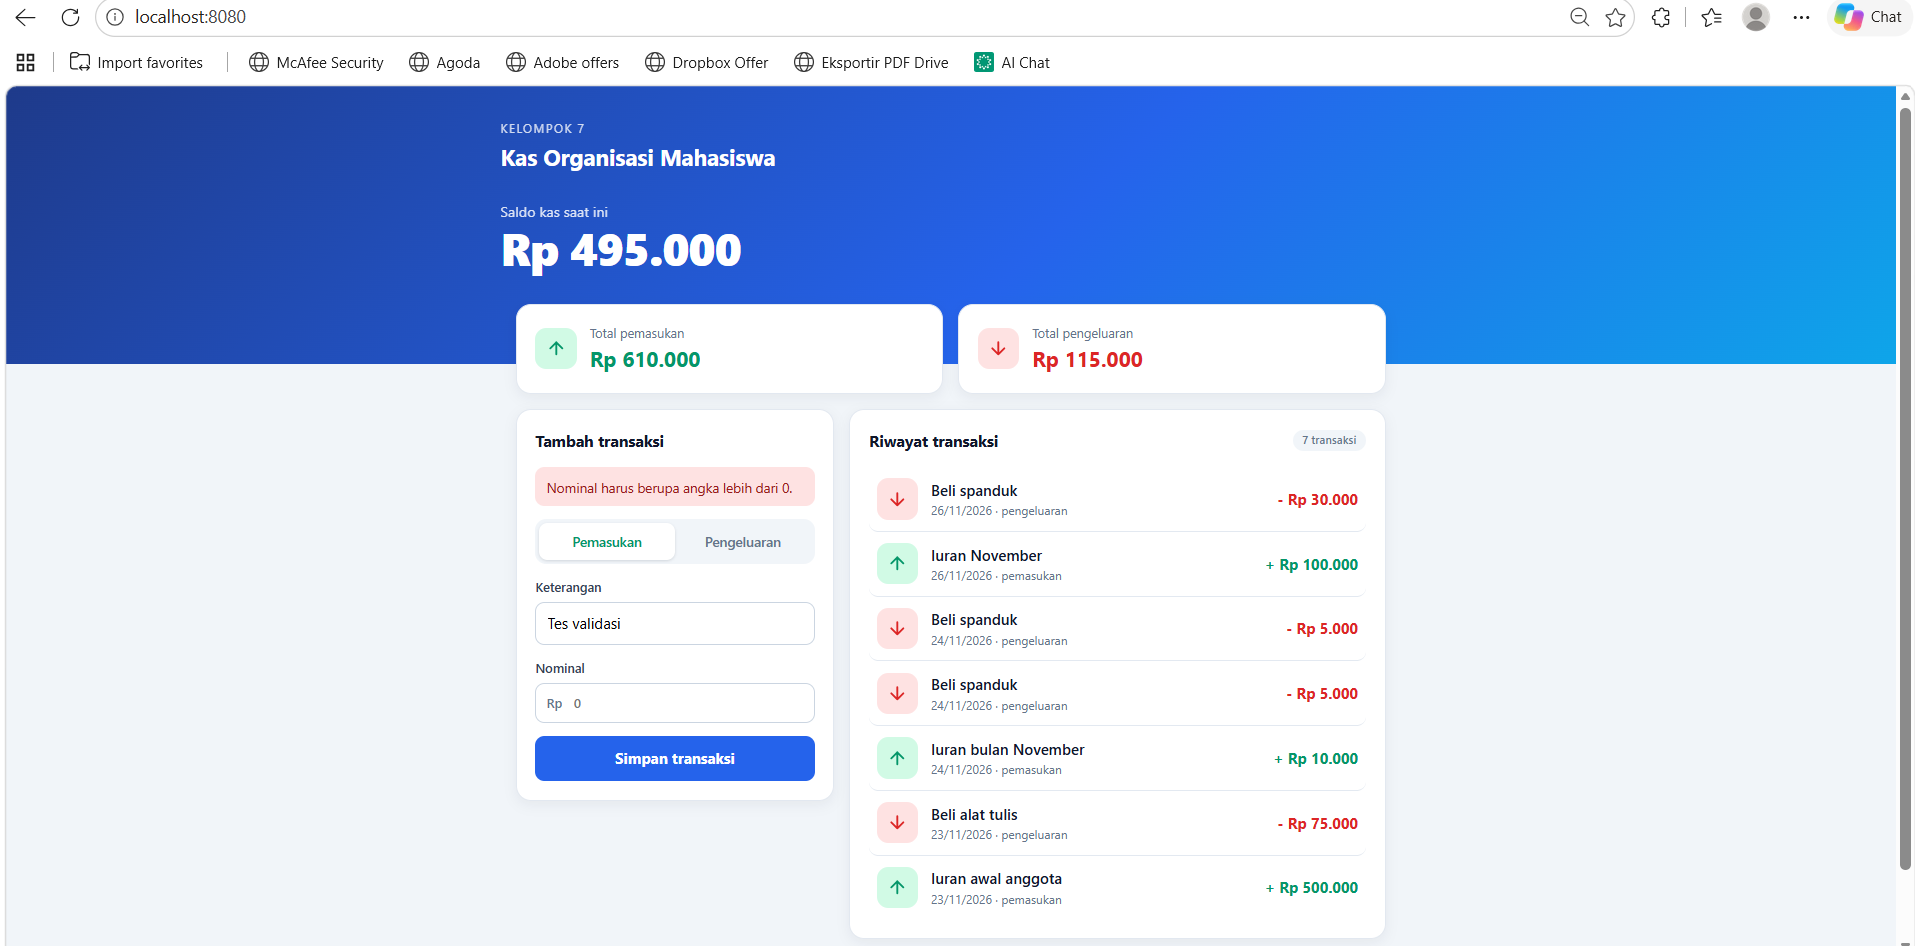 localhost:8080
Chat
Import favorites
McAfee Security
Agoda
Adobe offers
Dropbox Offer
Eksportir PDF Drive
AI Chat
KELOMPOK 7
Kas Organisasi Mahasiswa
Saldo kas saat ini
Rp 495.000
Total pemasukan
Rp 610.000
Total pengeluaran
Rp 115.000
Tambah transaksi
Nominal harus berupa angka lebih dari 0.
Pemasukan
Pengeluaran
Keterangan
Tes validasi
Nominal
Rp 0
Simpan transaksi
Riwayat transaksi
7 transaksi
Beli spanduk
26/11/2026 · pengeluaran
- Rp 30.000
Iuran November
26/11/2026 · pemasukan
+ Rp 100.000
Beli spanduk
24/11/2026 · pengeluaran
- Rp 5.000
Beli spanduk
24/11/2026 · pengeluaran
- Rp 5.000
Iuran bulan November
24/11/2026 · pemasukan
+ Rp 10.000
Beli alat tulis
23/11/2026 · pengeluaran
- Rp 75.000
Iuran awal anggota
23/11/2026 · pemasukan
+ Rp 500.000